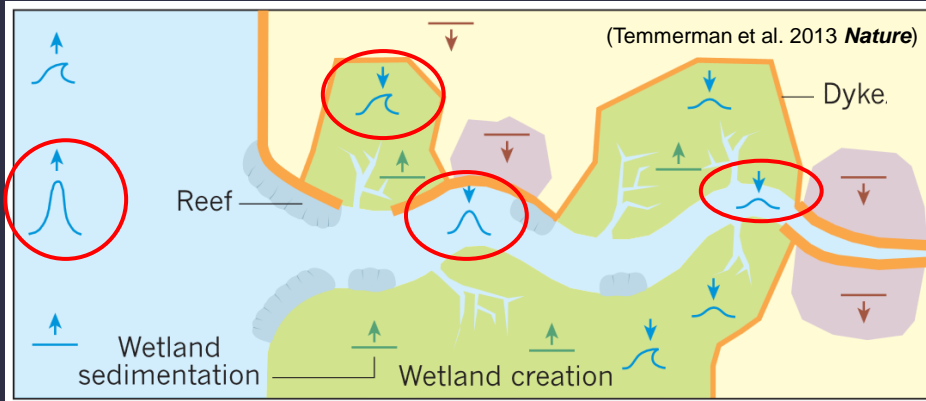 (Temmerman et al. 2013 Nature)
Dyke.
Reef
Wetland
sedimentation
Wetland creation